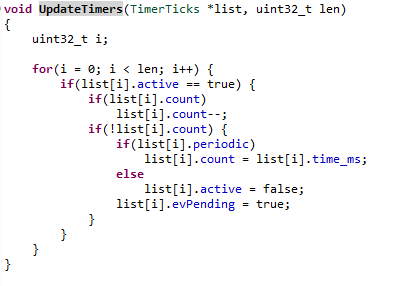 void UpdateTimers(TimerTicks *list, uint32_t len)
{
    uint32_t i;

    for(i = 0; i < len; i++) {
        if(list[i].active == true) {
            if(list[i].count)
                list[i].count--;
            if(!list[i].count) {
                if(list[i].periodic)
                    list[i].count = list[i].time_ms;
                else
                    list[i].active = false;
                list[i].evPending = true;
            }
        }
    }
}